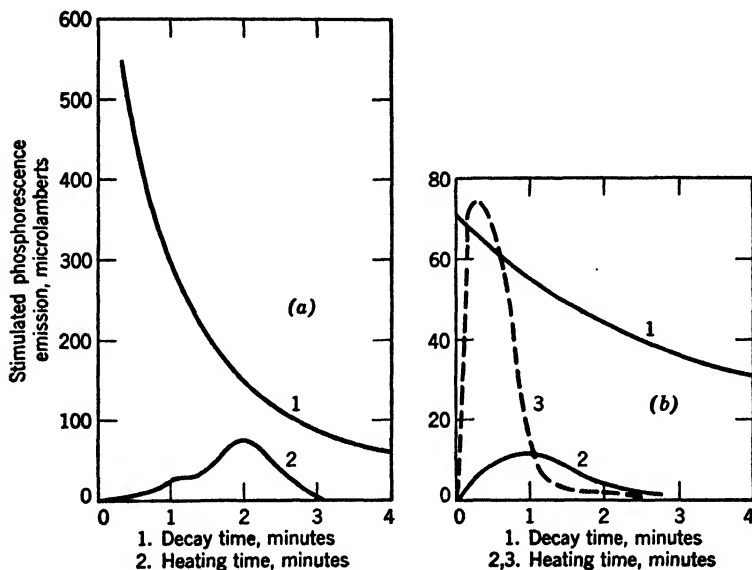 Stimulated phosphorescence
emission, microlamberts
600
500
400
300
200
100
0
(a)
1
2
0 1 2 3 4
1. Decay time, minutes
2. Heating time, minutes
80
60
40
20
0
1
3
(b)
2
0 1 2 3 4
1. Decay time, minutes
2,3. Heating time, minutes